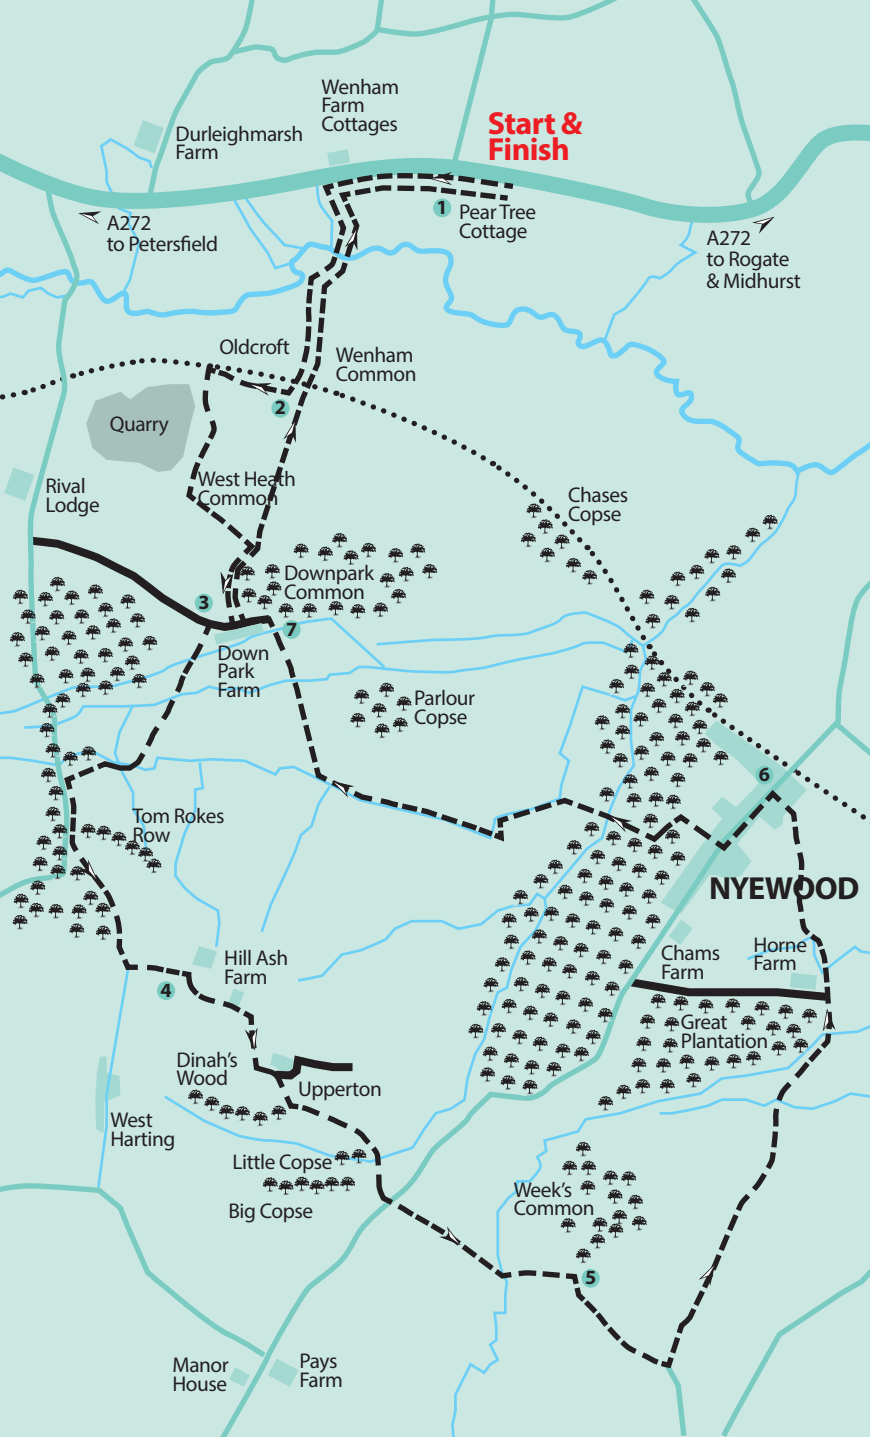 Wenham
Farm
Cottages
Start &
Finish
Durleighmarsh
Farm
1
Pear Tree
Cottage
A272
to Petersfield
A272
to Rogate
& Midhurst
Oldcroft
Wenham
Common
2
Quarry
West Heath
Common
Rival
Lodge
Chases
Copse
Downpark
Common
3
7
Down
Park
Farm
Parlour
Copse
6
Tom Rokes
Row
NYEWOOD
Chams
Farm
Horne
Farm
Hill Ash
Farm
4
Great
Plantation
Dinah's
Wood
Upperton
West
Harting
Little Copse
Big Copse
Week's
Common
5
Manor
House
Pays
Farm